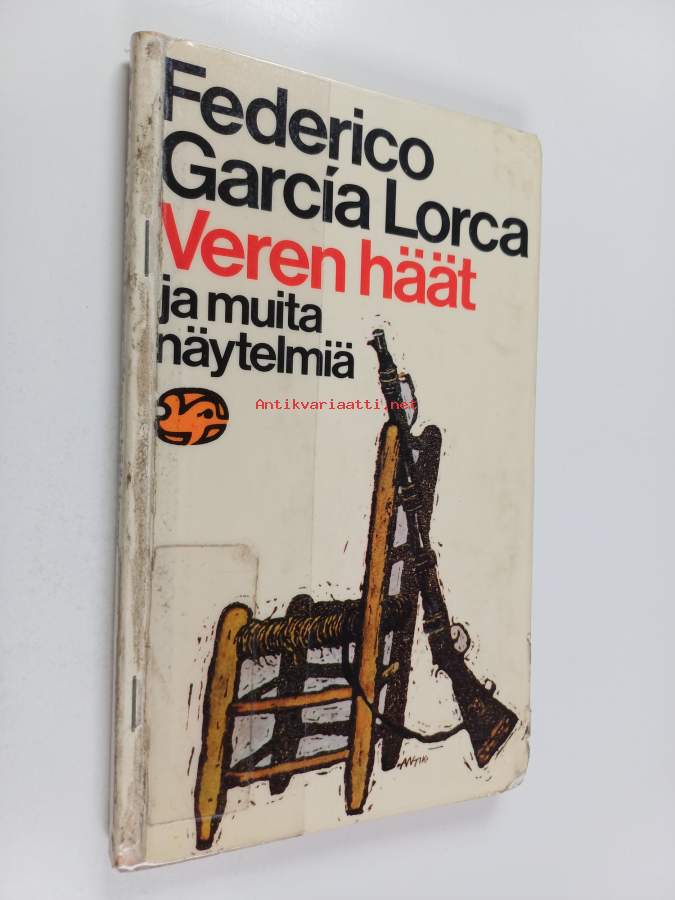 Federico
García Lorca
Veren häät
ja muita
näytelmiä
Antikvariaatti.net